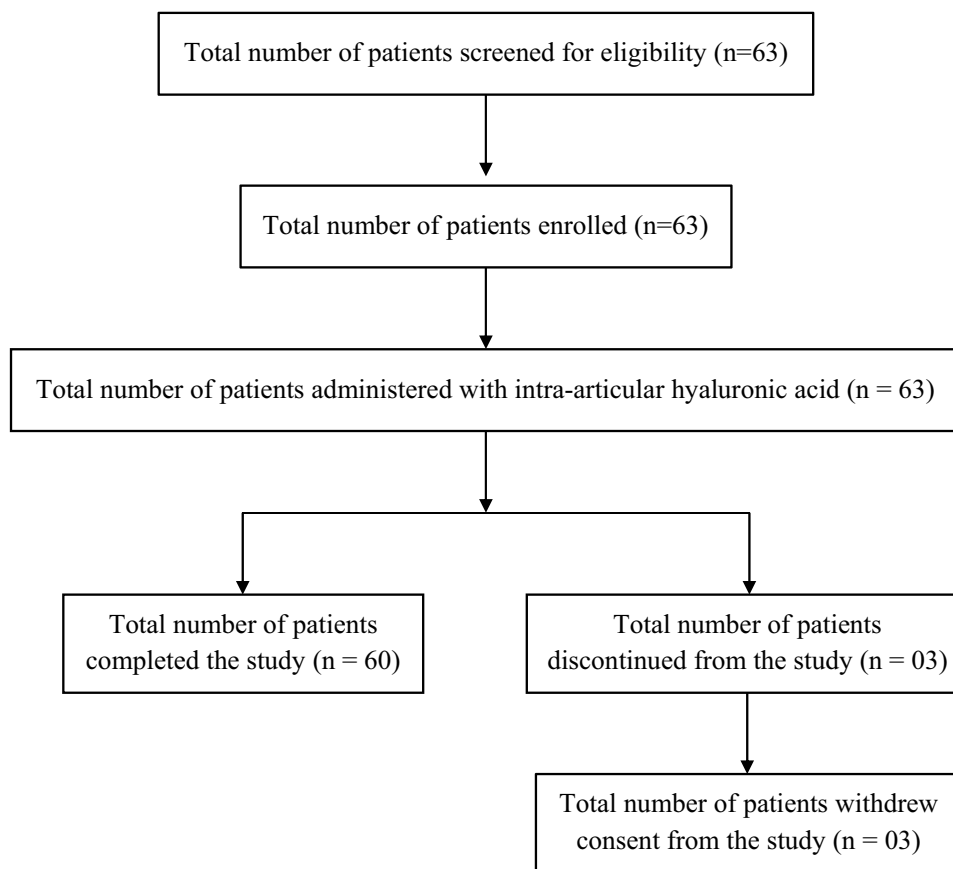 Total number of patients screened for eligibility (n=63)
Total number of patients enrolled (n=63)
Total number of patients administered with intra-articular hyaluronic acid (n = 63)
Total number of patients
completed the study (n = 60)
Total number of patients
discontinued from the study (n = 03)
Total number of patients withdrew
consent from the study (n = 03)